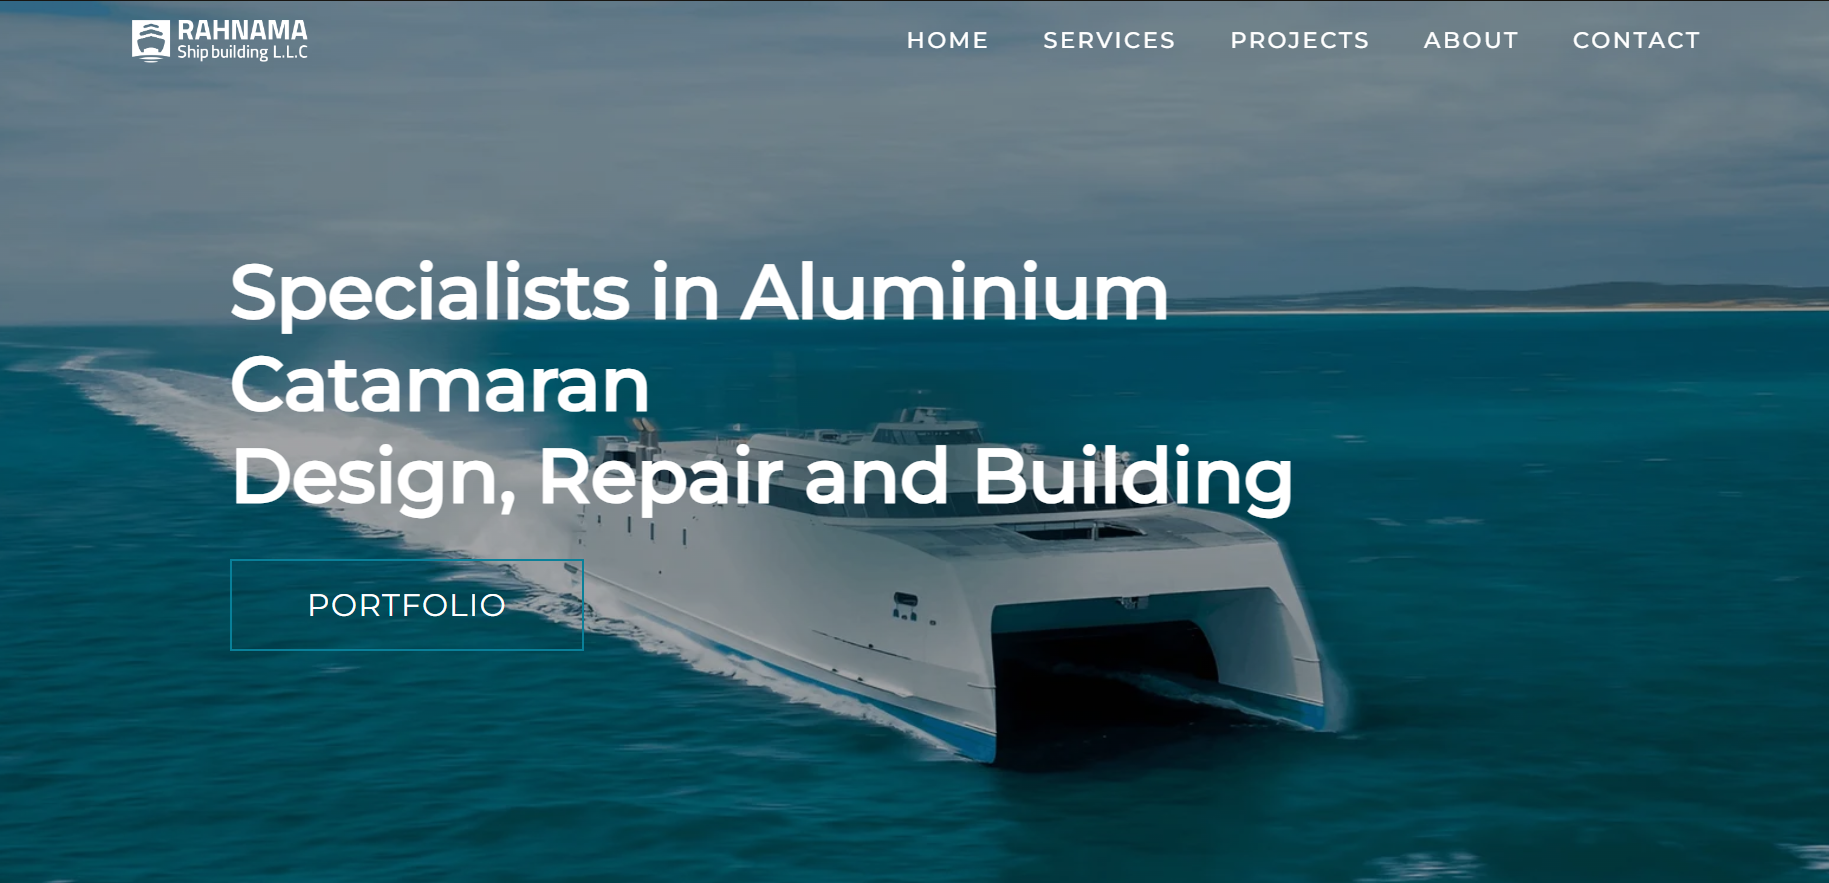 RAHNAMA
Ship building L.L.C
HOME SERVICES PROJECTS ABOUT CONTACT
Specialists in Aluminium
Catamaran
Design, Repair and Building
PORTFOLIO